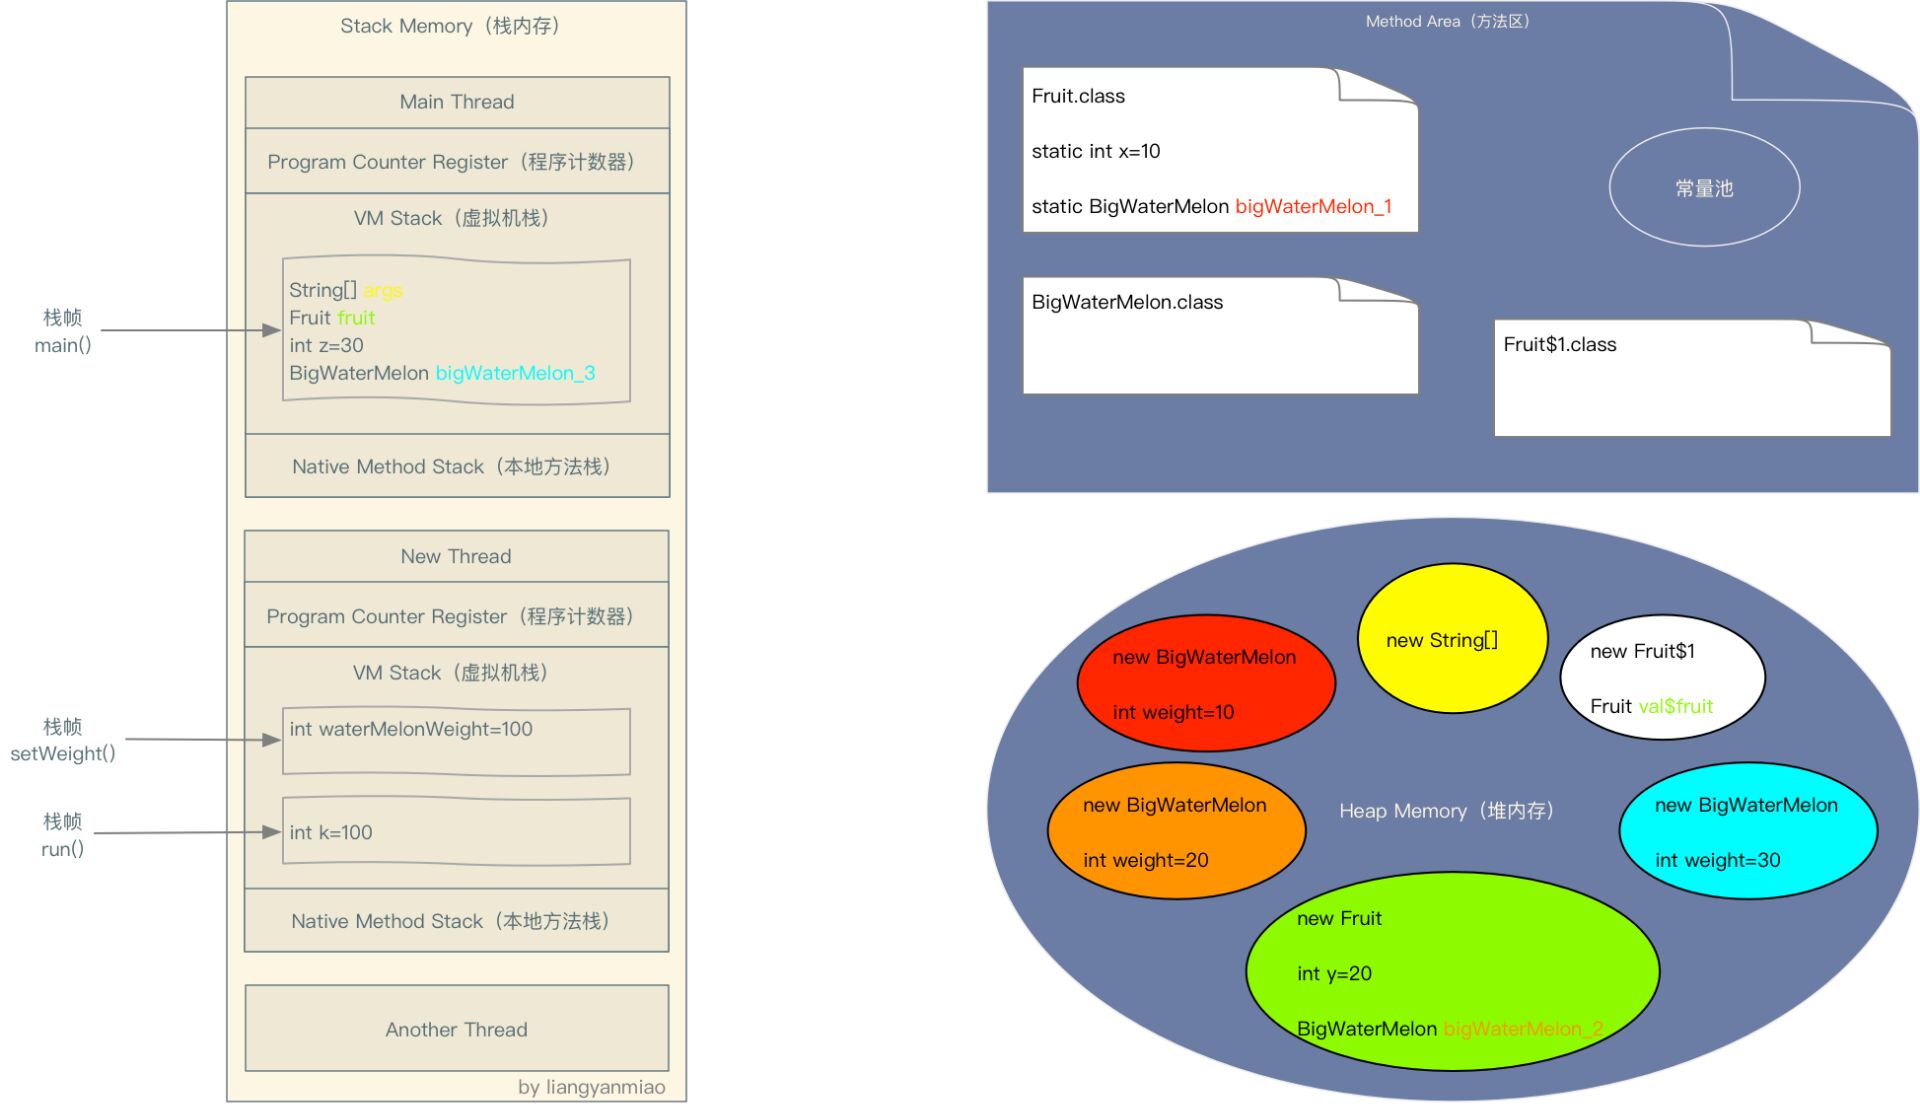 Stack Memory（栈内存）
Main Thread
Program Counter Register（程序计数器）
VM Stack（虚拟机栈）
String[] args
Fruit fruit
int z=30
BigWaterMelon bigWaterMelon_3
栈帧
main()
Native Method Stack（本地方法栈）
New Thread
Program Counter Register（程序计数器）
VM Stack（虚拟机栈）
int waterMelonWeight=100
栈帧
setWeight()
int k=100
栈帧
run()
Native Method Stack（本地方法栈）
Another Thread
by liangyanmiao
Method Area（方法区）
Fruit.class
static int x=10
static BigWaterMelon bigWaterMelon_1
常量池
BigWaterMelon.class
Fruit$1.class
new String[]
new BigWaterMelon
int weight=10
new Fruit$1
Fruit val$fruit
new BigWaterMelon
int weight=20
Heap Memory（堆内存）
new BigWaterMelon
int weight=30
new Fruit
int y=20
BigWaterMelon bigWaterMelon_2